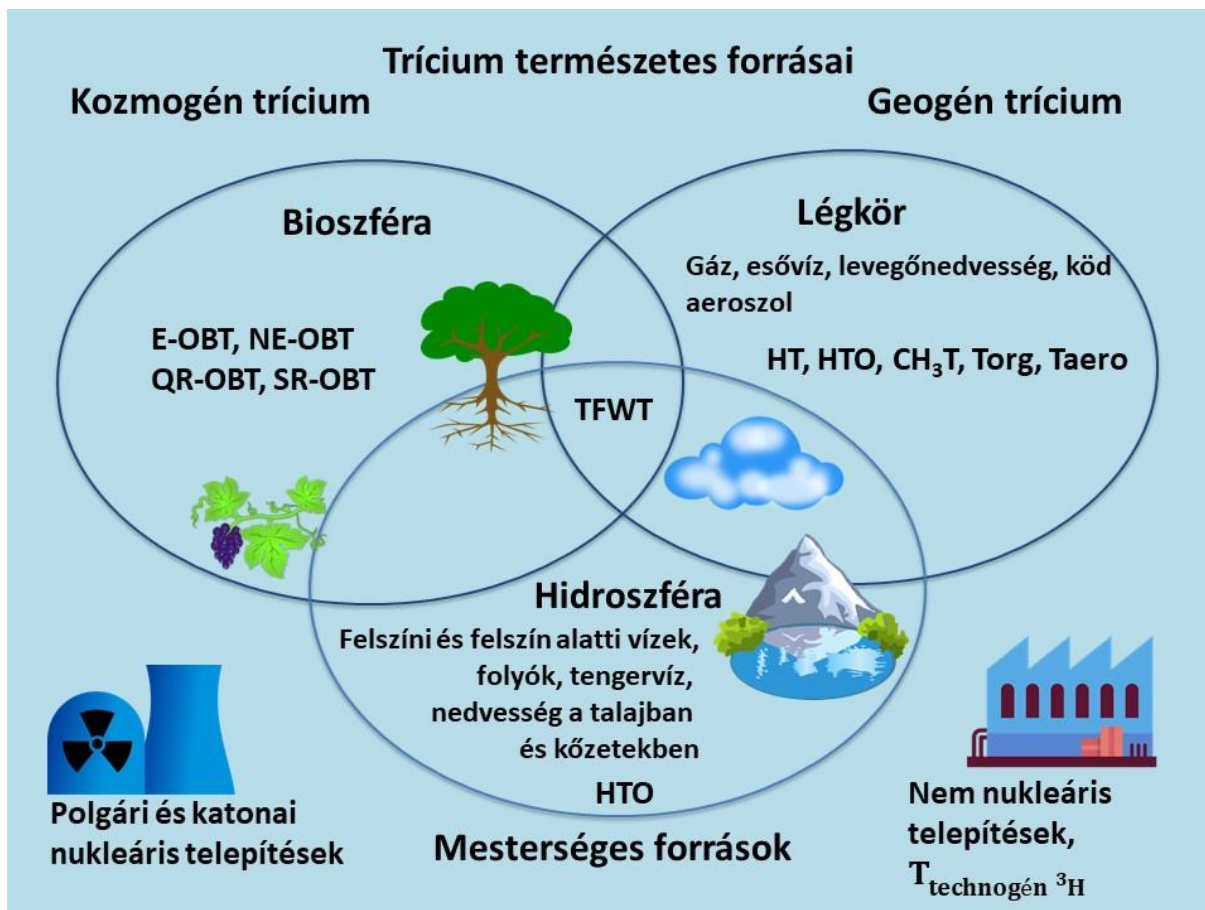 Trícium természetes forrásai
Kozmogén trícium
Geogén trícium
Bioszféra
E-OBT, NE-OBT
QR-OBT, SR-OBT
Légkör
Gáz, esővíz, levegőnedvesség, köd
aeroszol
HT, HTO, CH₃T, Torg, Taero
TFWT
Hidroszféra
Felszíni és felszín alatti vízek,
folyók, tengervíz,
nedvesség a talajban
és kőzetekben
HTO
Polgári és katonai
nukleáris telepítések
Mesterséges források
Nem nukleáris
telepítések,
T technogén ³H